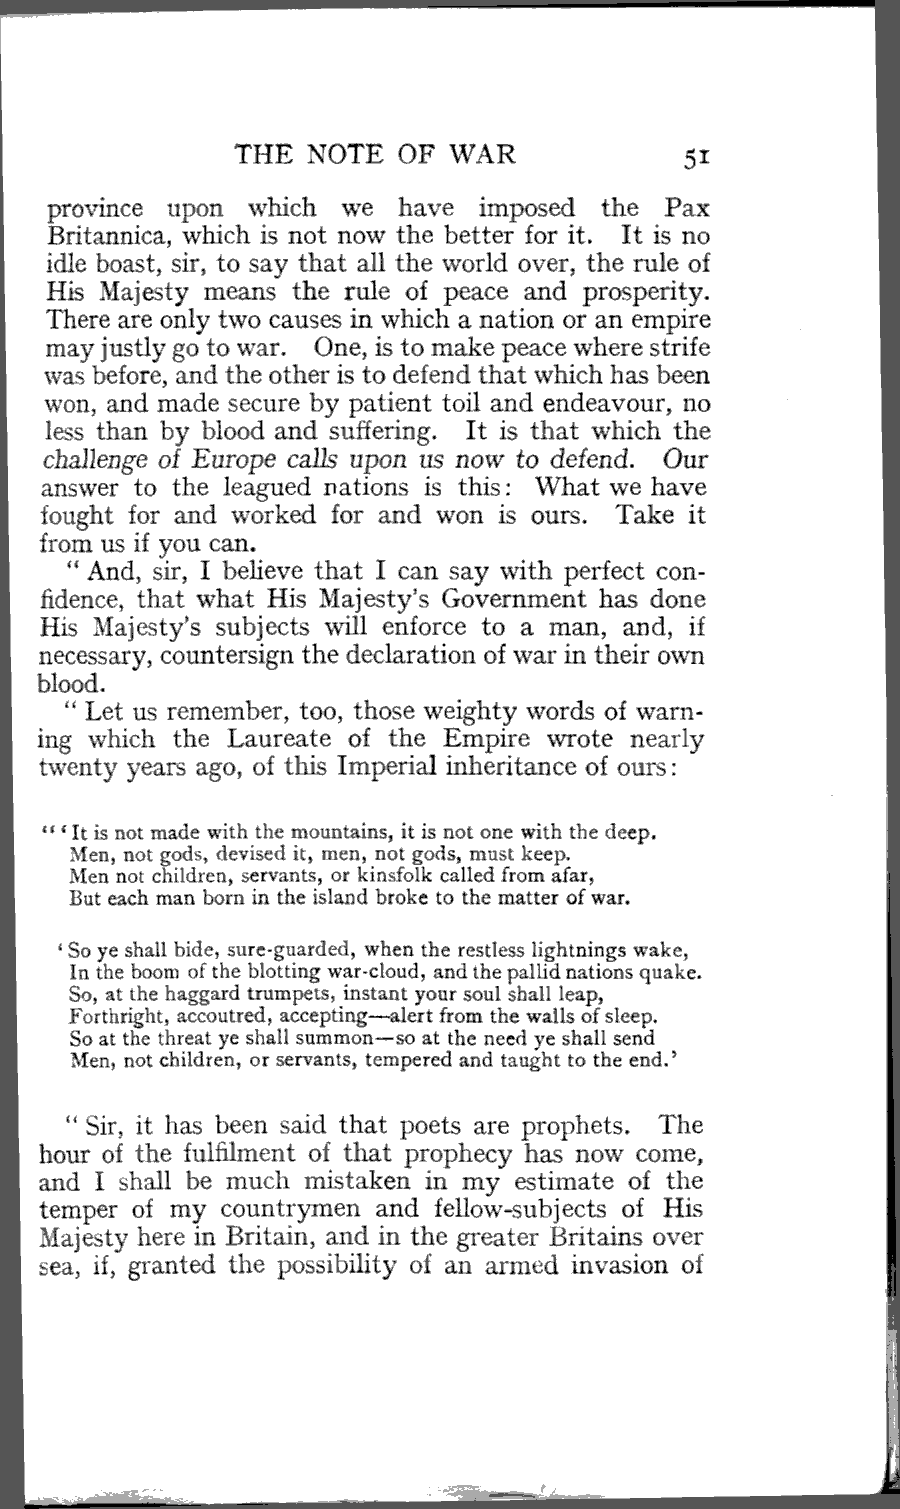 THE NOTE OF WAR 51
province upon which we have imposed the Pax
Britannica, which is not now the better for it. It is no
idle boast, sir, to say that all the world over, the rule of
His Majesty means the rule of peace and prosperity.
There are only two causes in which a nation or an empire
may justly go to war. One, is to make peace where strife
was before, and the other is to defend that which has been
won, and made secure by patient toil and endeavour, no
less than by blood and suffering. It is that which the
challenge of Europe calls upon us now to defend. Our
answer to the leagued nations is this: What we have
fought for and worked for and won is ours. Take it
from us if you can.
“ And, sir, I believe that I can say with perfect con-
fidence, that what His Majesty's Government has done
His Majesty's subjects will enforce to a man, and, if
necessary, countersign the declaration of war in their own
blood.
“ Let us remember, too, those weighty words of warn-
ing which the Laureate of the Empire wrote nearly
twenty years ago, of this Imperial inheritance of ours:
“ ‘ It is not made with the mountains, it is not one with the deep.
Men, not gods, devised it, men, not gods, must keep.
Men not children, servants, or kinsfolk called from afar,
But each man born in the island broke to the matter of war.
‘ So ye shall bide, sure-guarded, when the restless lightnings wake,
In the boom of the blotting war-cloud, and the pallid nations quake.
So, at the haggard trumpets, instant your soul shall leap,
Forthright, accoutred, accepting—alert from the walls of sleep.
So at the threat ye shall summon—so at the need ye shall send
Men, not children, or servants, tempered and taught to the end.’
“ Sir, it has been said that poets are prophets. The
hour of the fulfilment of that prophecy has now come,
and I shall be much mistaken in my estimate of the
temper of my countrymen and fellow-subjects of His
Majesty here in Britain, and in the greater Britains over
sea, if, granted the possibility of an armed invasion of